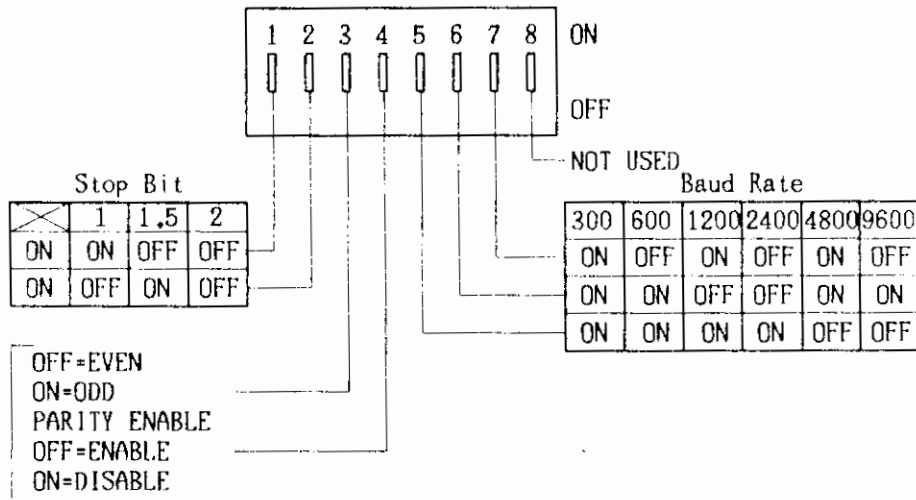 1 2 3 4 5 6 7 8 ON
OFF
NOT USED
Stop Bit
1 1.5 2
ON ON OFF OFF
ON OFF ON OFF
Baud Rate
300 600 1200 2400 4800 9600
ON OFF ON OFF ON OFF
ON ON OFF OFF ON ON
ON ON ON ON OFF OFF
OFF=EVEN
ON=ODD
PARITY ENABLE
OFF=ENABLE
ON=DISABLE